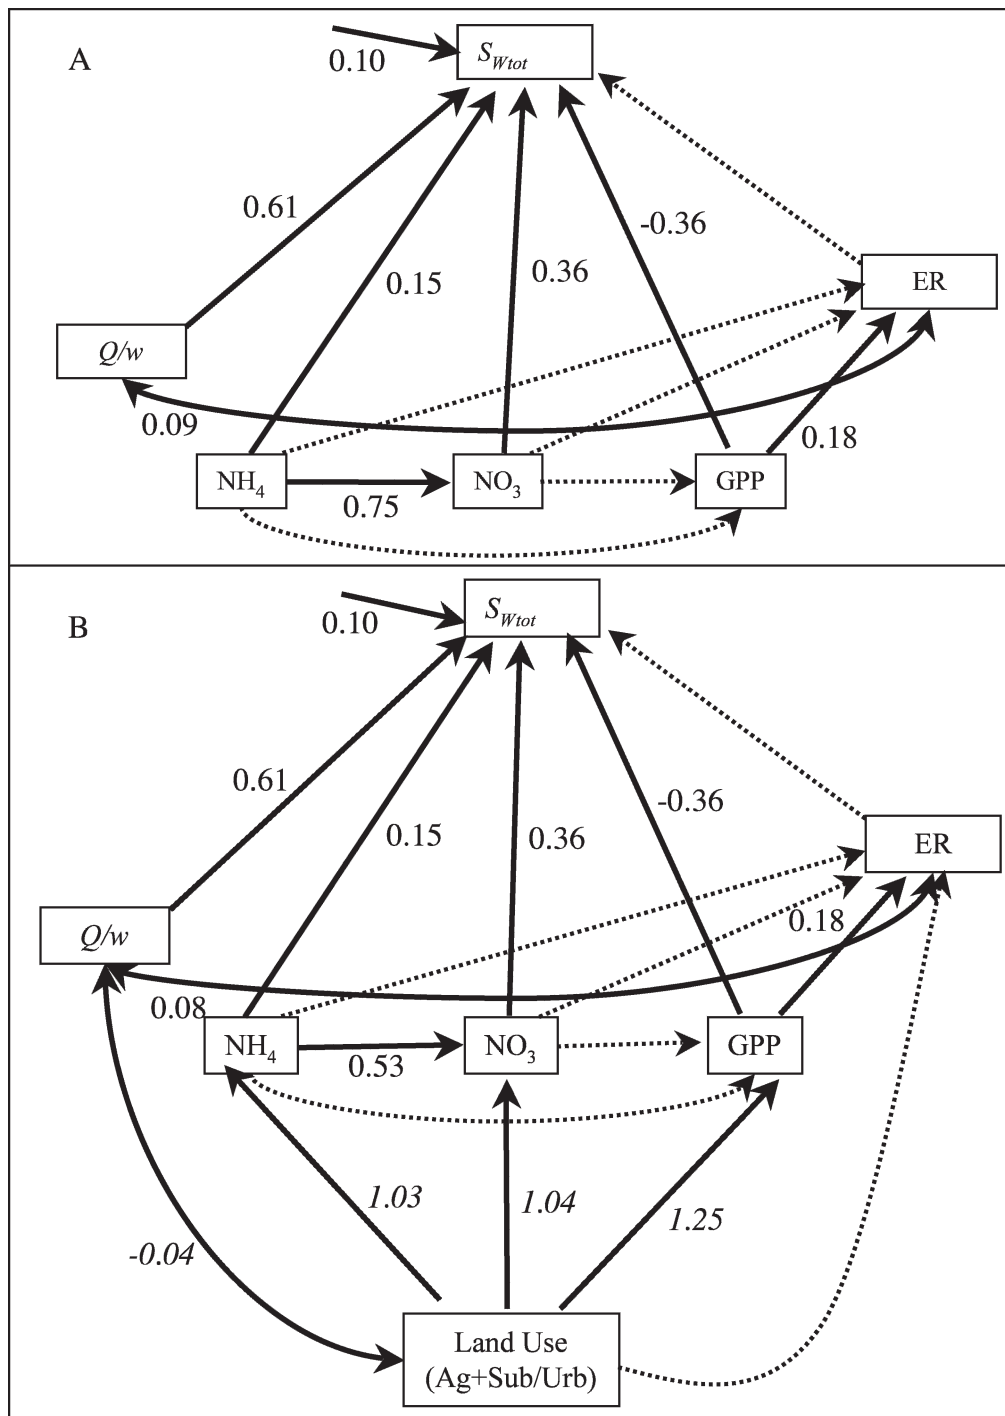 A
0.10
S_Wtot
0.61
-0.36
0.15
0.36
ER
Q/w
0.09
0.18
NH4
0.75
NO3
GPP
B
0.10
S_Wtot
0.61
-0.36
0.15
0.36
ER
0.18
Q/w
0.08
NH4
0.53
NO3
GPP
1.03
1.04
1.25
-0.04
Land Use
(Ag+Sub/Urb)